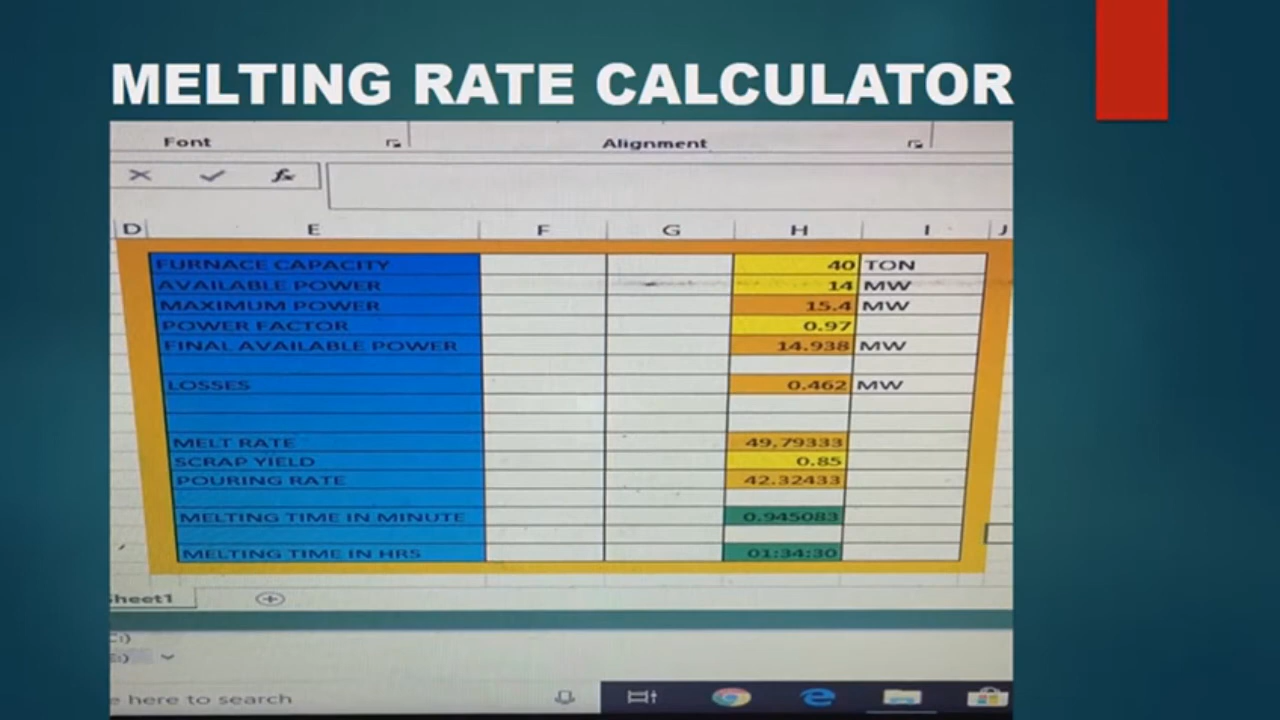 MELTING RATE CALCULATOR
Font Alignment
fx
D E F G H I J
FURNACE CAPACITY 40 TON
AVAILABLE POWER 14 MW
MAXIMUM POWER 15.4 MW
POWER FACTOR 0.97
FINAL AVAILABLE POWER 14.938 MW
LOSSES 0.462 MW
MELT RATE 49.79333
SCRAP YIELD 0.85
POURING RATE 42.32433
MELTING TIME IN MINUTE 0.945083
MELTING TIME IN HRS 01:34:30
heet1
here to search